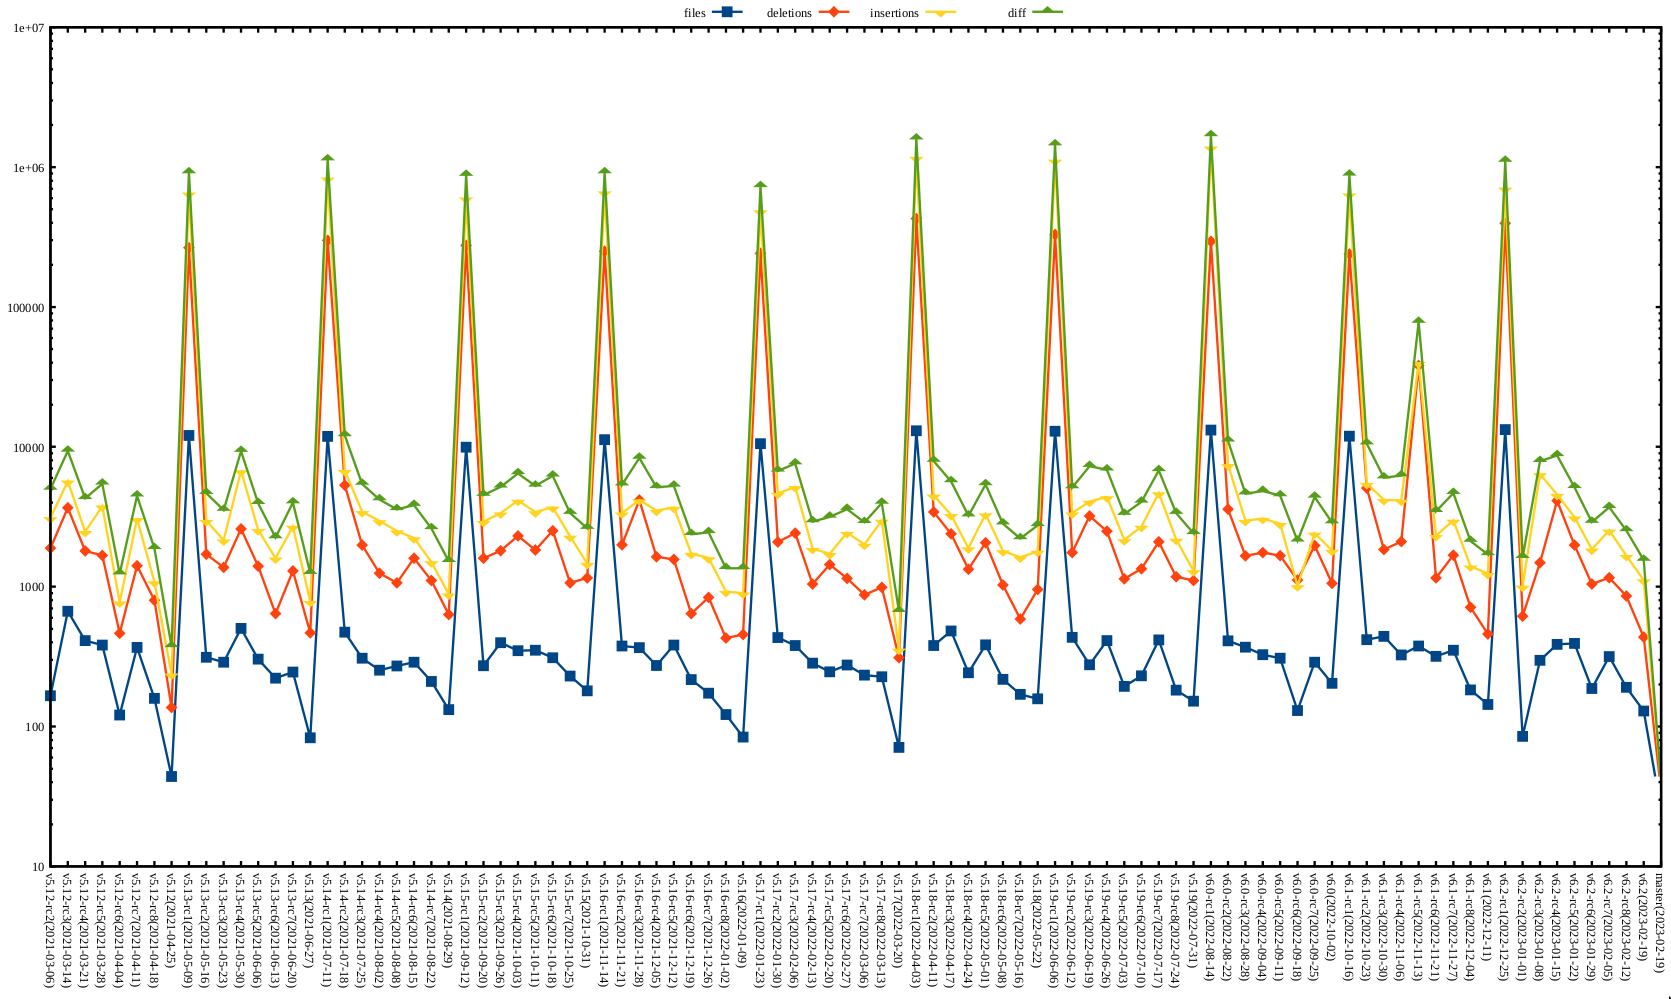 files
deletions
insertions
diff
1e+07
1e+06
100000
10000
1000
100
10
v5.12-rc2(2021-03-06)
v5.12-rc3(2021-03-14)
v5.12-rc4(2021-03-21)
v5.12-rc5(2021-03-28)
v5.12-rc6(2021-04-04)
v5.12-rc7(2021-04-11)
v5.12-rc8(2021-04-18)
v5.12(2021-04-25)
v5.13-rc1(2021-05-09)
v5.13-rc2(2021-05-16)
v5.13-rc3(2021-05-23)
v5.13-rc4(2021-05-30)
v5.13-rc5(2021-06-06)
v5.13-rc6(2021-06-13)
v5.13-rc7(2021-06-20)
v5.13(2021-06-27)
v5.14-rc1(2021-07-11)
v5.14-rc2(2021-07-18)
v5.14-rc3(2021-07-25)
v5.14-rc4(2021-08-02)
v5.14-rc5(2021-08-08)
v5.14-rc6(2021-08-15)
v5.14-rc7(2021-08-22)
v5.14(2021-08-29)
v5.15-rc1(2021-09-12)
v5.15-rc2(2021-09-20)
v5.15-rc3(2021-09-26)
v5.15-rc4(2021-10-03)
v5.15-rc5(2021-10-11)
v5.15-rc6(2021-10-18)
v5.15-rc7(2021-10-25)
v5.15(2021-10-31)
v5.16-rc1(2021-11-14)
v5.16-rc2(2021-11-21)
v5.16-rc3(2021-11-28)
v5.16-rc4(2021-12-05)
v5.16-rc5(2021-12-12)
v5.16-rc6(2021-12-19)
v5.16-rc7(2021-12-26)
v5.16-rc8(2022-01-02)
v5.16(2022-01-09)
v5.17-rc1(2022-01-23)
v5.17-rc2(2022-01-30)
v5.17-rc3(2022-02-06)
v5.17-rc4(2022-02-13)
v5.17-rc5(2022-02-20)
v5.17-rc6(2022-02-27)
v5.17-rc7(2022-03-06)
v5.17-rc8(2022-03-13)
v5.17(2022-03-20)
v5.18-rc1(2022-04-03)
v5.18-rc2(2022-04-11)
v5.18-rc3(2022-04-17)
v5.18-rc4(2022-04-24)
v5.18-rc5(2022-05-01)
v5.18-rc6(2022-05-08)
v5.18-rc7(2022-05-16)
v5.18(2022-05-22)
v5.19-rc1(2022-06-06)
v5.19-rc2(2022-06-12)
v5.19-rc3(2022-06-19)
v5.19-rc4(2022-06-26)
v5.19-rc5(2022-07-03)
v5.19-rc6(2022-07-10)
v5.19-rc7(2022-07-17)
v5.19-rc8(2022-07-24)
v5.19(2022-07-31)
v6.0-rc1(2022-08-14)
v6.0-rc2(2022-08-22)
v6.0-rc3(2022-08-28)
v6.0-rc4(2022-09-04)
v6.0-rc5(2022-09-11)
v6.0-rc6(2022-09-18)
v6.0-rc7(2022-09-25)
v6.0(2022-10-02)
v6.1-rc1(2022-10-16)
v6.1-rc2(2022-10-23)
v6.1-rc3(2022-10-30)
v6.1-rc4(2022-11-06)
v6.1-rc5(2022-11-13)
v6.1-rc6(2022-11-21)
v6.1-rc7(2022-11-27)
v6.1-rc8(2022-12-04)
v6.1(2022-12-11)
v6.2-rc1(2022-12-25)
v6.2-rc2(2023-01-01)
v6.2-rc3(2023-01-08)
v6.2-rc4(2023-01-15)
v6.2-rc5(2023-01-22)
v6.2-rc6(2023-01-29)
v6.2-rc7(2023-02-05)
v6.2-rc8(2023-02-12)
v6.2(2023-02-19)
master(2023-02-19)